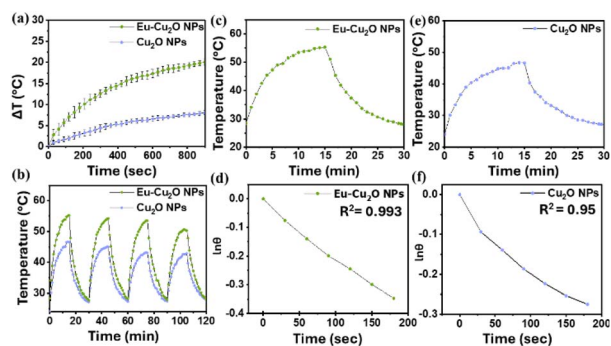 (a)
Eu-Cu₂O NPs
Cu₂O NPs
ΔT (°C)
40
30
20
10
0
0 200 400 600 800
Time (sec)
(c)
Eu-Cu₂O NPs
Temperature (°C)
60
50
40
30
20
0 5 10 15 20 25 30
Time (min)
(e)
Cu₂O NPs
Temperature (°C)
60
50
40
30
20
0 5 10 15 20 25 30
Time (min)
(b)
Eu-Cu₂O NPs
Cu₂O NPs
Temperature (°C)
60
50
40
30
0 20 40 60 80 100 120
Time (min)
(d)
Eu-Cu₂O NPs
R²= 0.993
lnθ
0.0
-0.1
-0.2
-0.3
-0.4
0 50 100 150 200
Time (sec)
(f)
Cu₂O NPs
R²= 0.95
lnθ
0.0
-0.1
-0.2
-0.3
0 50 100 150 200
Time (sec)